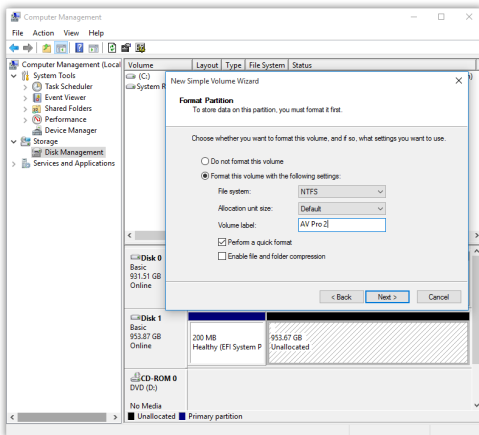 Computer Management
File Action View Help
Computer Management (Local
System Tools
Task Scheduler
Event Viewer
Shared Folders
Performance
Device Manager
Storage
Disk Management
Services and Applications
Volume Layout Type File System Status
(C:)
System R
New Simple Volume Wizard
Format Partition
To store data on this partition, you must format it first.
Choose whether you want to format this volume, and if so, what settings you want to use.
Do not format this volume
Format this volume with the following settings:
File system: NTFS
Allocation unit size: Default
Volume label: AV Pro 2
Perform a quick format
Enable file and folder compression
< Back Next > Cancel
Disk 0
Basic
931.51 GB
Online
Disk 1
Basic
953.87 GB
Online
200 MB
Healthy (EFI System P
953.67 GB
Unallocated
CD-ROM 0
DVD (D:)
No Media
Unallocated Primary partition